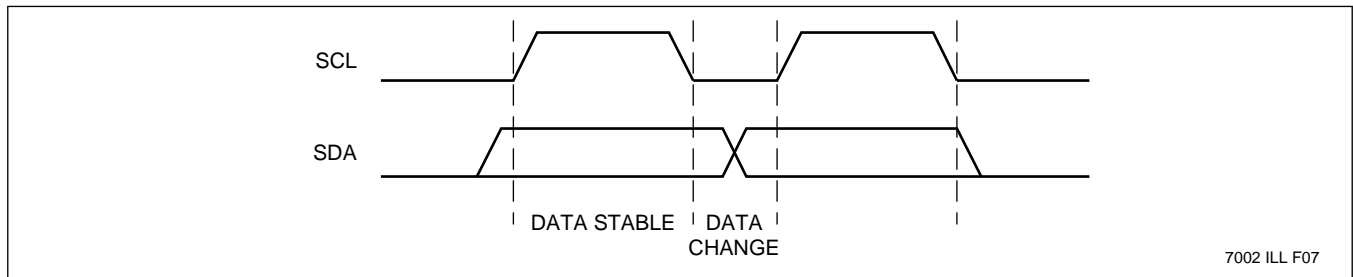 SCL
SDA
DATA STABLE
DATA
CHANGE
7002 ILL F07